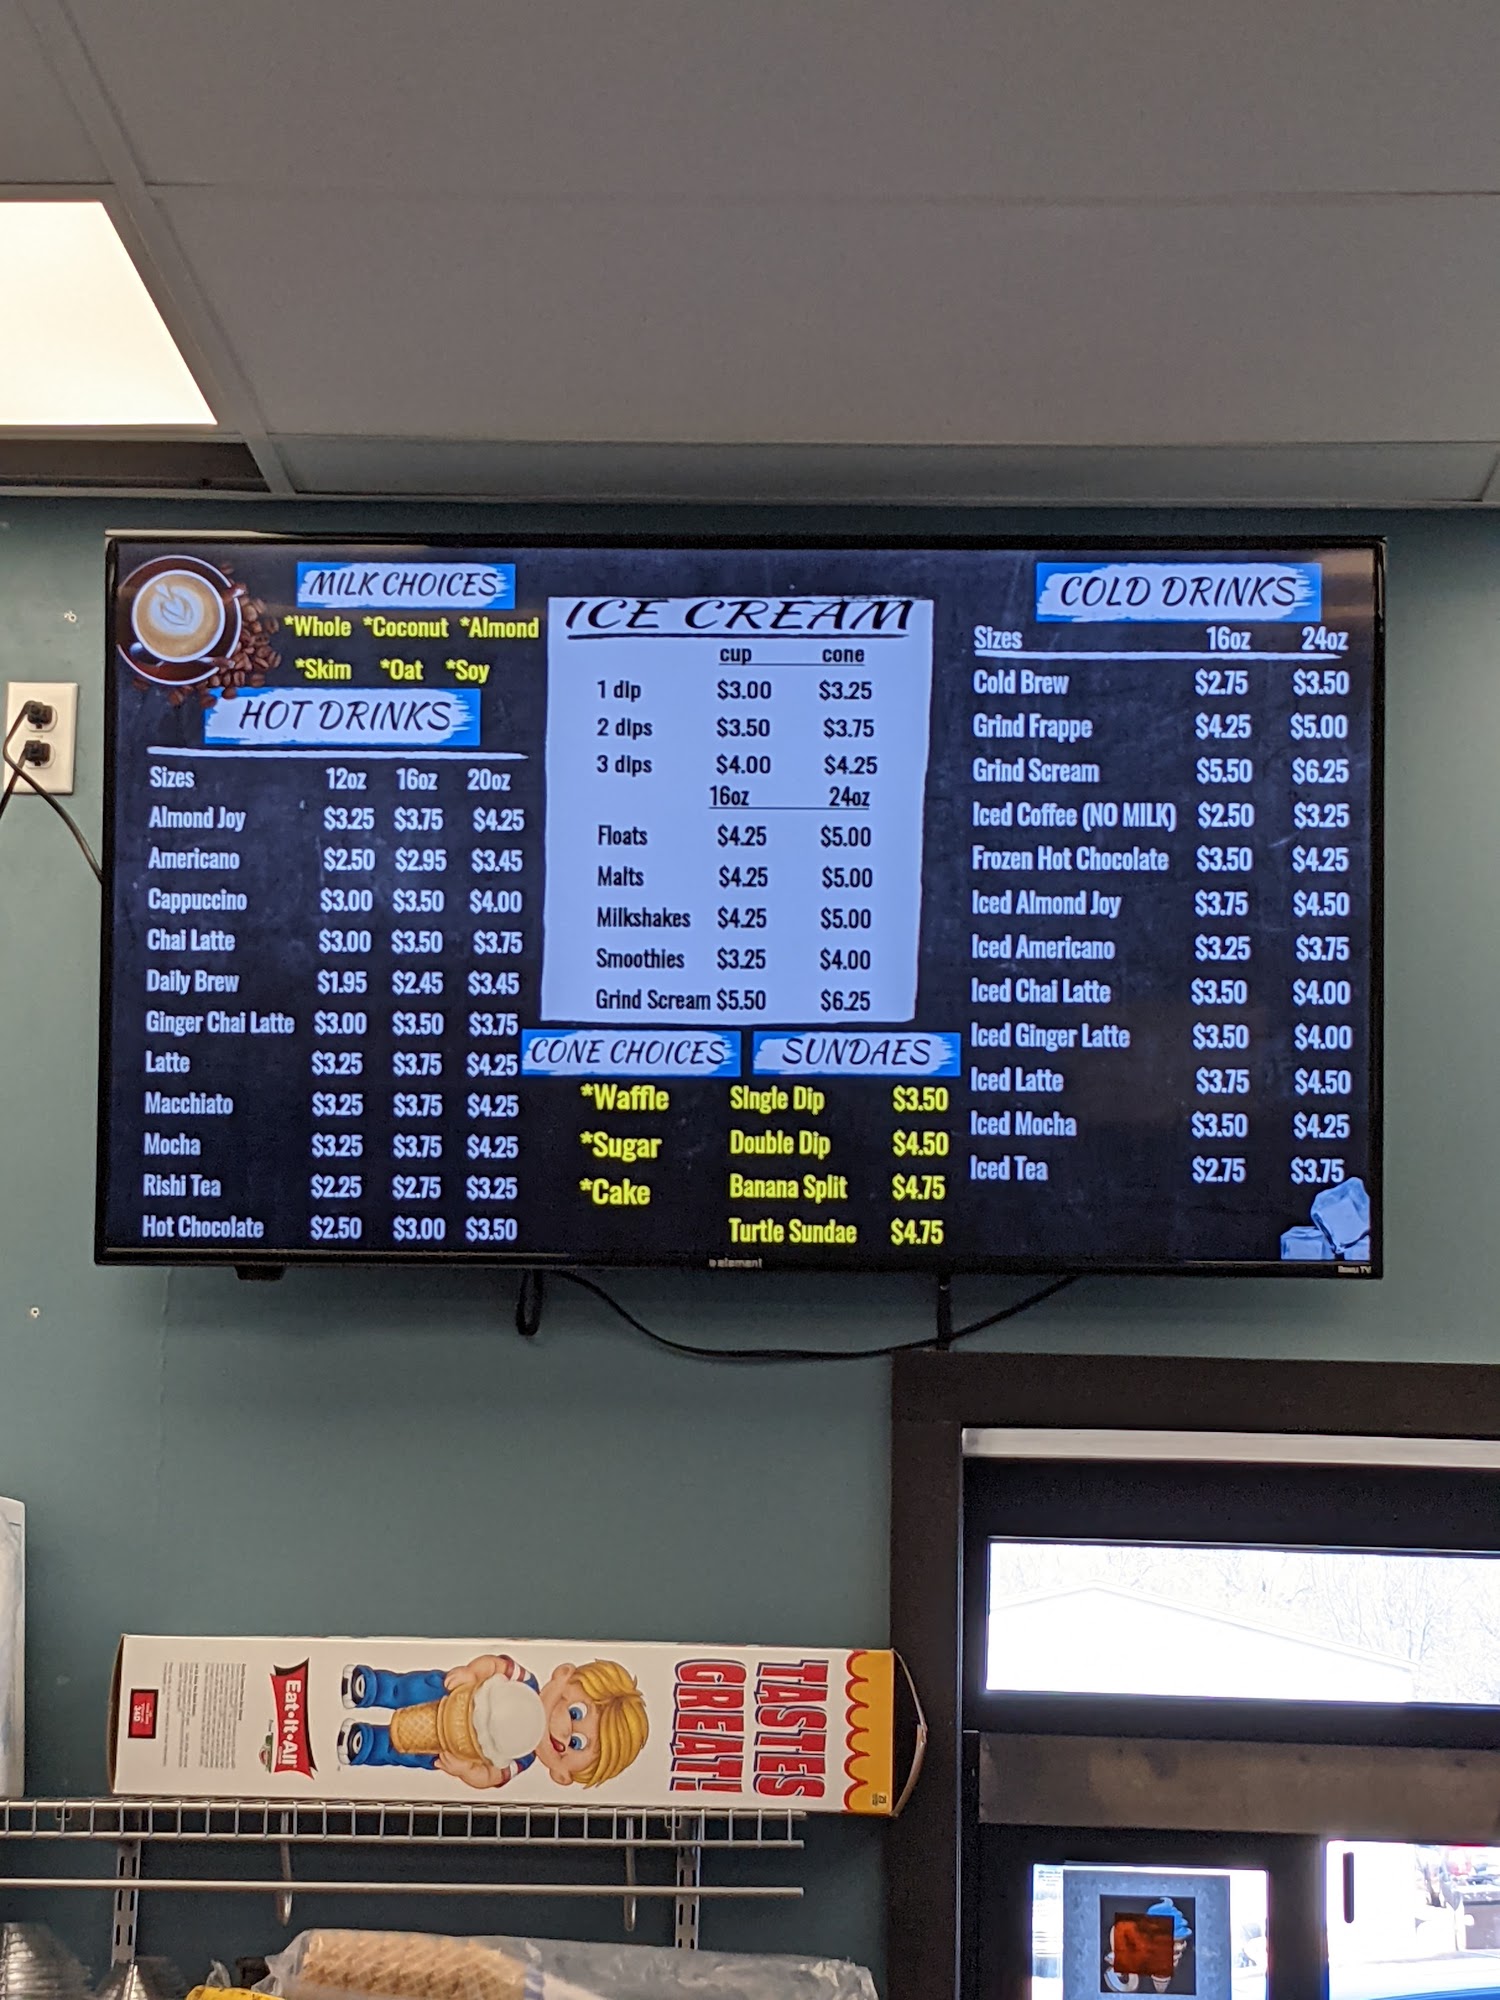 MILK CHOICES
*Whole *Coconut *Almond
*Skim *Oat *Soy
HOT DRINKS
Sizes 12oz 16oz 20oz
Almond Joy $3.25 $3.75 $4.25
Americano $2.50 $2.95 $3.45
Cappuccino $3.00 $3.50 $4.00
Chai Latte $3.00 $3.50 $3.75
Daily Brew $1.95 $2.45 $3.45
Ginger Chai Latte $3.00 $3.50 $3.75
Latte $3.25 $3.75 $4.25
Macchiato $3.25 $3.75 $4.25
Mocha $3.25 $3.75 $4.25
Rishi Tea $2.25 $2.75 $3.25
Hot Chocolate $2.50 $3.00 $3.50
ICE CREAM
cup cone
1 dip $3.00 $3.25
2 dips $3.50 $3.75
3 dips $4.00 $4.25
16oz 24oz
Floats $4.25 $5.00
Malts $4.25 $5.00
Milkshakes $4.25 $5.00
Smoothies $3.25 $4.00
Grind Scream $5.50 $6.25
CONE CHOICES
*Waffle
*Sugar
*Cake
SUNDAES
Single Dip $3.50
Double Dip $4.50
Banana Split $4.75
Turtle Sundae $4.75
COLD DRINKS
Sizes 16oz 24oz
Cold Brew $2.75 $3.50
Grind Frappe $4.25 $5.00
Grind Scream $5.50 $6.25
Iced Coffee (NO MILK) $2.50 $3.25
Frozen Hot Chocolate $3.50 $4.25
Iced Almond Joy $3.75 $4.50
Iced Americano $3.25 $3.75
Iced Chai Latte $3.50 $4.00
Iced Ginger Latte $3.50 $4.00
Iced Latte $3.75 $4.50
Iced Mocha $3.50 $4.25
Iced Tea $2.75 $3.75
element
Roku TV
TASTES
GREAT!
Eat-It-All